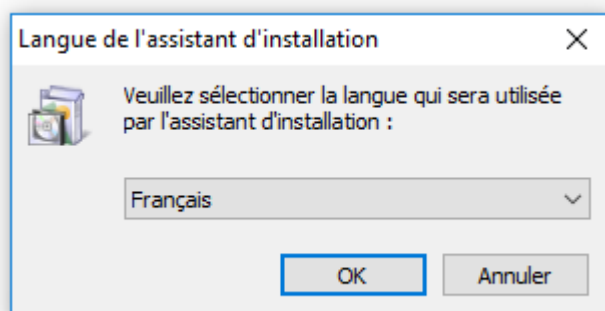 Langue de l'assistant d'installation
Veuillez sélectionner la langue qui sera utilisée
par l'assistant d'installation :
Français
OK
Annuler